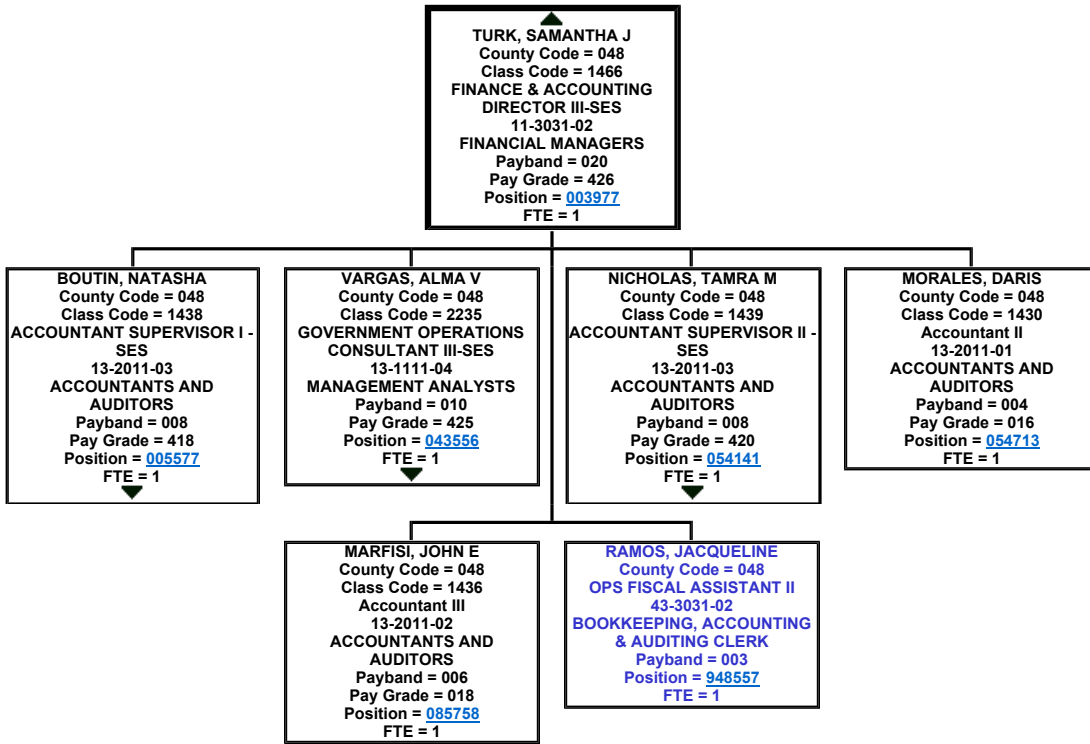 TURK, SAMANTHA J
County Code = 048
Class Code = 1466
FINANCE & ACCOUNTING
DIRECTOR III-SES
11-3031-02
FINANCIAL MANAGERS
Payband = 020
Pay Grade = 426
Position = 003977
FTE = 1
BOUTIN, NATASHA
County Code = 048
Class Code = 1438
ACCOUNTANT SUPERVISOR I -
SES
13-2011-03
ACCOUNTANTS AND
AUDITORS
Payband = 008
Pay Grade = 418
Position = 005577
FTE = 1
VARGAS, ALMA V
County Code = 048
Class Code = 2235
GOVERNMENT OPERATIONS
CONSULTANT III-SES
13-1111-04
MANAGEMENT ANALYSTS
Payband = 010
Pay Grade = 425
Position = 043556
FTE = 1
NICHOLAS, TAMRA M
County Code = 048
Class Code = 1439
ACCOUNTANT SUPERVISOR II -
SES
13-2011-03
ACCOUNTANTS AND
AUDITORS
Payband = 008
Pay Grade = 420
Position = 054141
FTE = 1
MORALES, DARIS
County Code = 048
Class Code = 1430
Accountant II
13-2011-01
ACCOUNTANTS AND
AUDITORS
Payband = 004
Pay Grade = 016
Position = 054713
FTE = 1
MARFISI, JOHN E
County Code = 048
Class Code = 1436
Accountant III
13-2011-02
ACCOUNTANTS AND
AUDITORS
Payband = 006
Pay Grade = 018
Position = 085758
FTE = 1
RAMOS, JACQUELINE
County Code = 048
OPS FISCAL ASSISTANT II
43-3031-02
BOOKKEEPING, ACCOUNTING
& AUDITING CLERK
Payband = 003
Position = 948557
FTE = 1